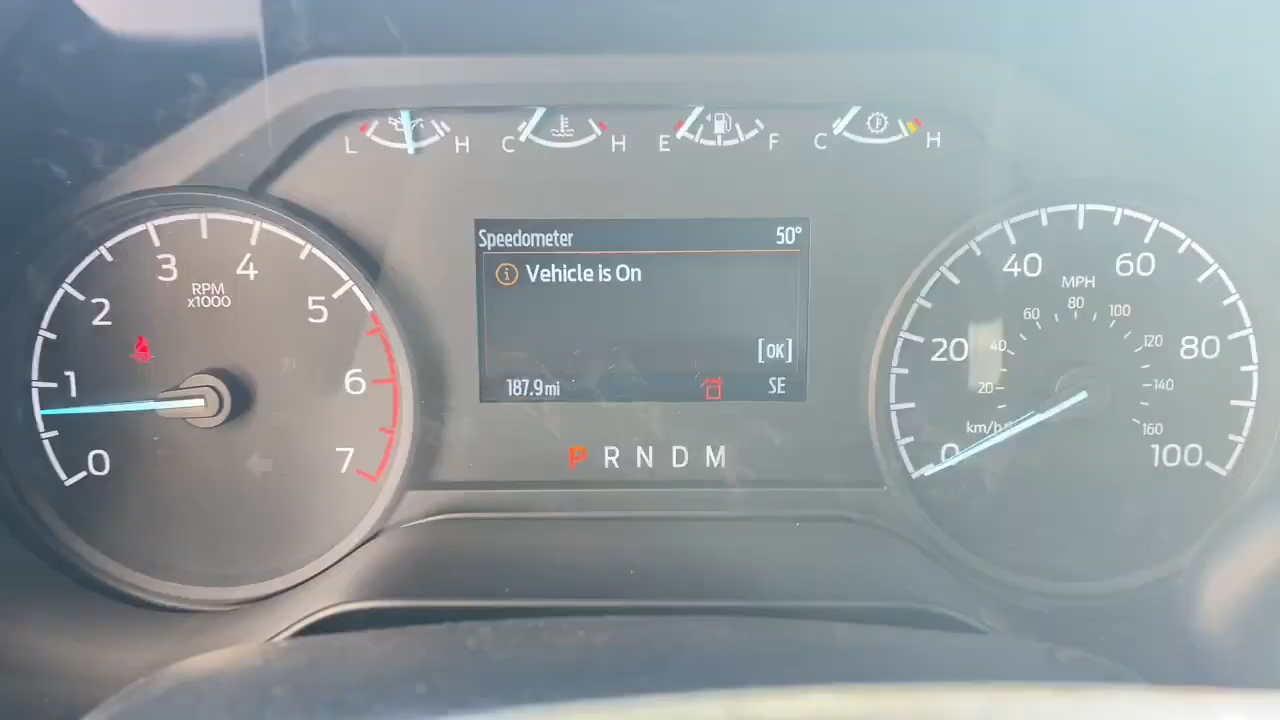 L H C H E F C H
Speedometer 50°
Vehicle is On
[OK]
187.9mi SE
P R N D M
0 1 2 3 4 5 6 7
RPM
x1000
0 20 40 60 80 100
MPH
20 40 60 80 100 120 140 160
km/h